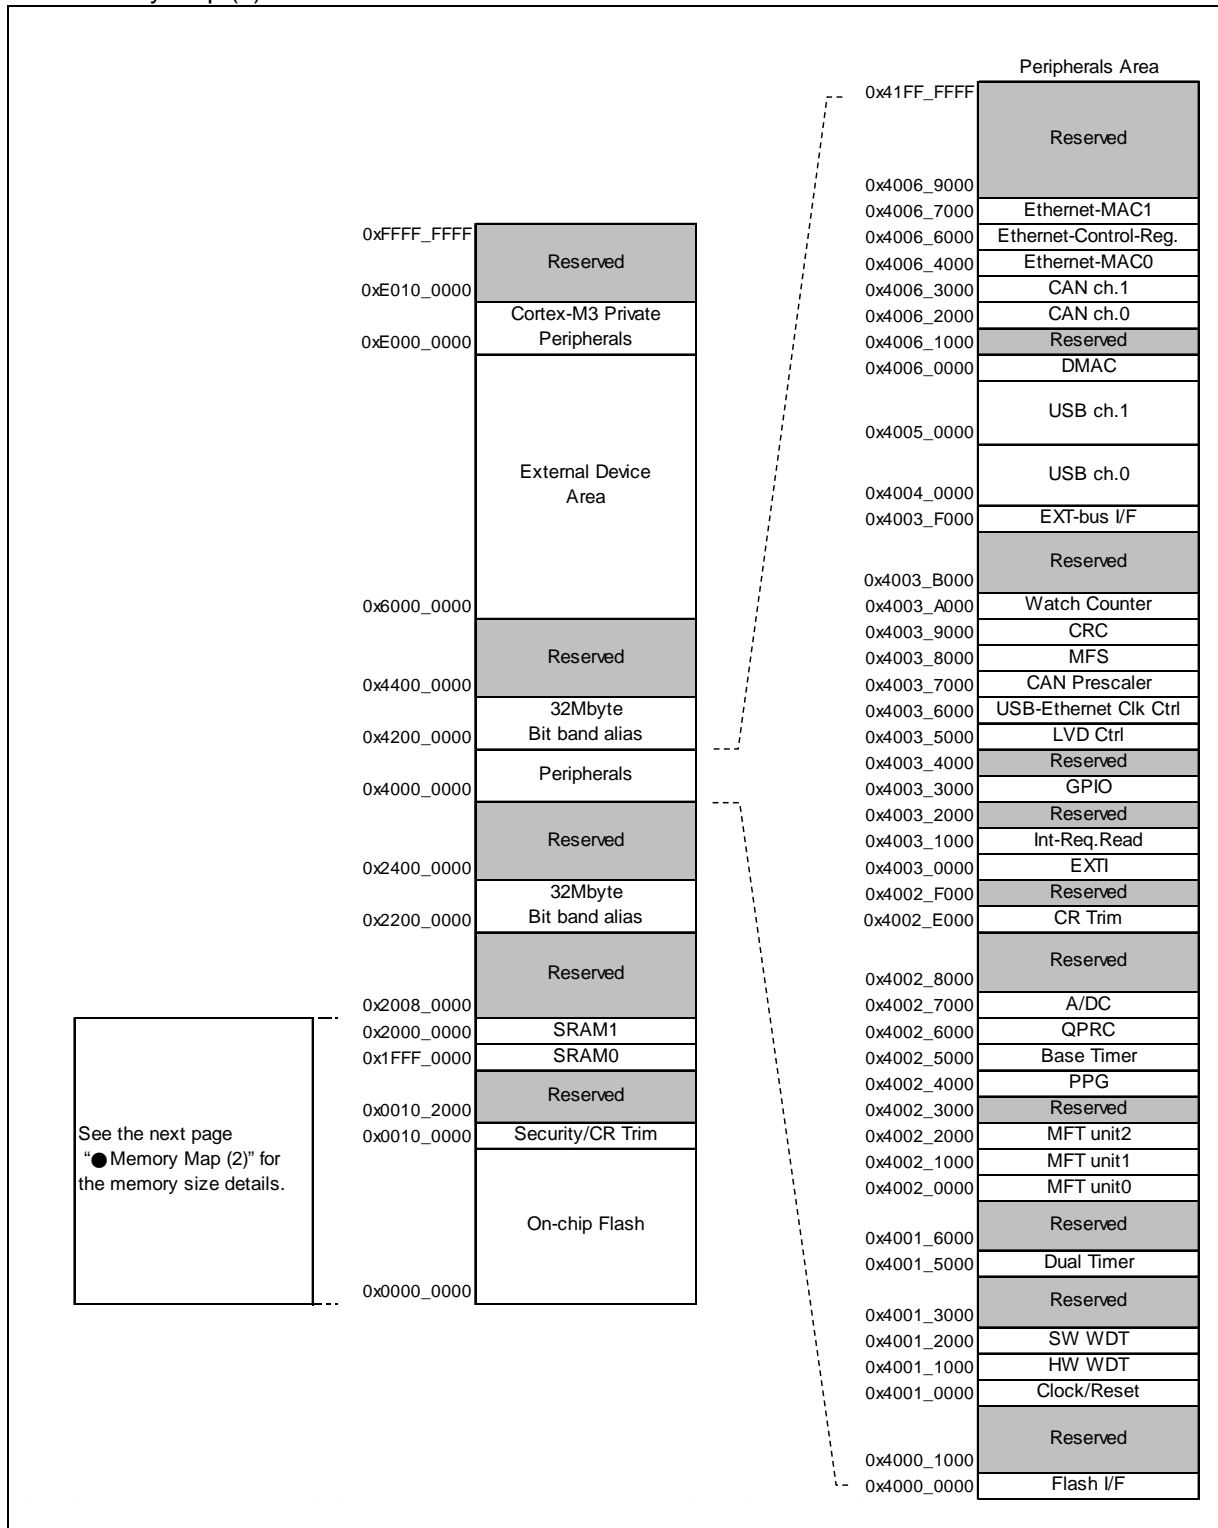 Peripherals Area
0x41FF_FFFF
Reserved
0x4006_9000
0x4006_7000 Ethernet-MAC1
0x4006_6000 Ethernet-Control-Reg.
0x4006_4000 Ethernet-MAC0
0x4006_3000 CAN ch.1
0x4006_2000 CAN ch.0
0x4006_1000 Reserved
0x4006_0000 DMAC
USB ch.1
0x4005_0000
USB ch.0
0x4004_0000
0x4003_F000 EXT-bus I/F
Reserved
0x4003_B000
0x4003_A000 Watch Counter
0x4003_9000 CRC
0x4003_8000 MFS
0x4003_7000 CAN Prescaler
0x4003_6000 USB-Ethernet Clk Ctrl
0x4003_5000 LVD Ctrl
0x4003_4000 Reserved
0x4003_3000 GPIO
0x4003_2000 Reserved
0x4003_1000 Int-Req.Read
0x4003_0000 EXTI
0x4002_F000 Reserved
0x4002_E000 CR Trim
Reserved
0x4002_8000
0x4002_7000 A/DC
0x4002_6000 QPRC
0x4002_5000 Base Timer
0x4002_4000 PPG
0x4002_3000 Reserved
0x4002_2000 MFT unit2
0x4002_1000 MFT unit1
0x4002_0000 MFT unit0
Reserved
0x4001_6000
0x4001_5000 Dual Timer
Reserved
0x4001_3000
0x4001_2000 SW WDT
0x4001_1000 HW WDT
0x4001_0000 Clock/Reset
Reserved
0x4000_1000
0x4000_0000 Flash I/F
0xFFFF_FFFF
Reserved
0xE010_0000
Cortex-M3 Private
0xE000_0000 Peripherals
External Device
Area
0x6000_0000
Reserved
0x4400_0000
32Mbyte
0x4200_0000 Bit band alias
Peripherals
0x4000_0000
Reserved
0x2400_0000
32Mbyte
0x2200_0000 Bit band alias
Reserved
0x2008_0000
0x2000_0000 SRAM1
0x1FFF_0000 SRAM0
Reserved
0x0010_2000
0x0010_0000 Security/CR Trim
On-chip Flash
0x0000_0000
See the next page
“●Memory Map (2)” for
the memory size details.